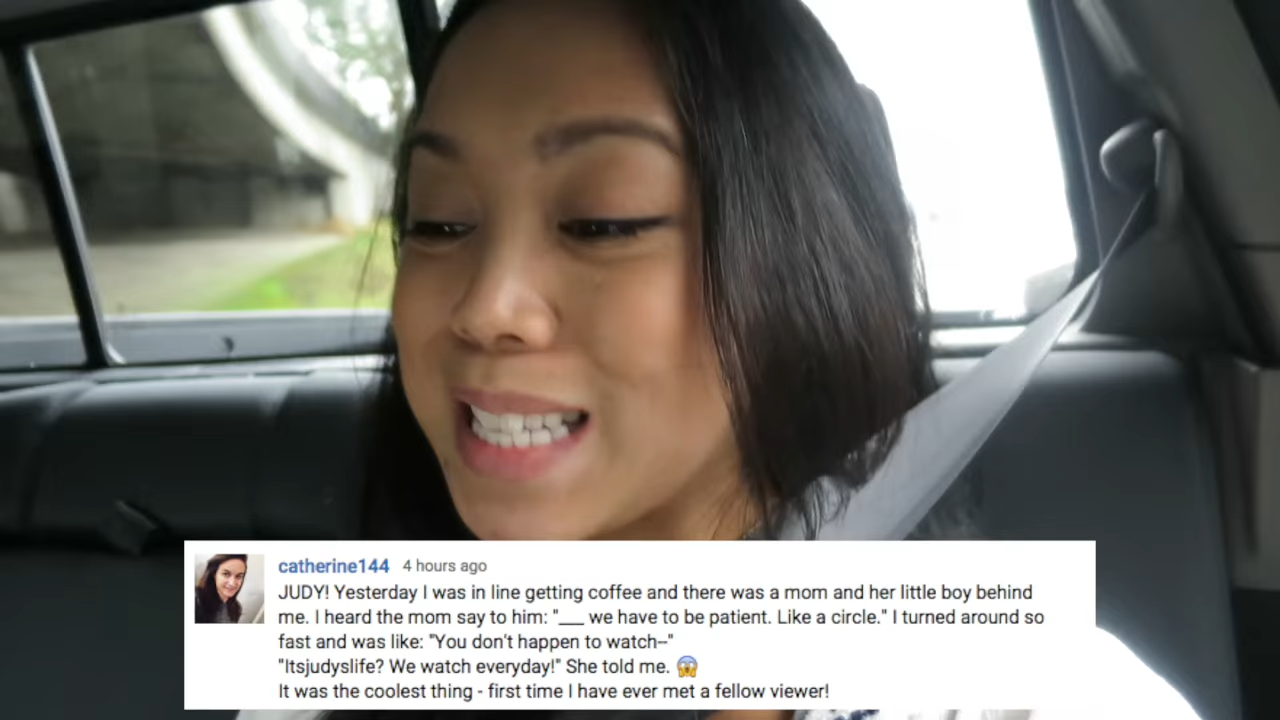 catherine144 4 hours ago
JUDY! Yesterday I was in line getting coffee and there was a mom and her little boy behind
me. I heard the mom say to him: "___ we have to be patient. Like a circle." I turned around so
fast and was like: "You don't happen to watch--"
"Itsjudyslife? We watch everyday!" She told me. 😱
It was the coolest thing - first time I have ever met a fellow viewer!